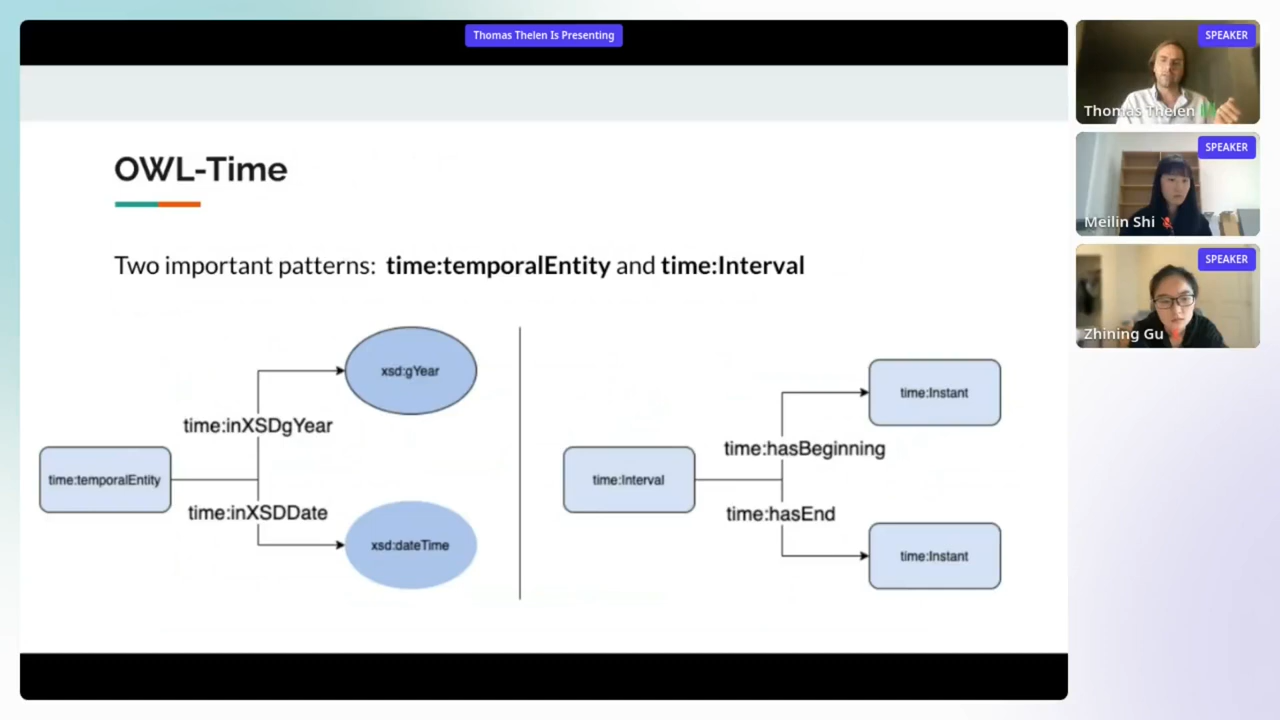 Thomas Thelen Is Presenting
OWL-Time
Two important patterns: time:temporalEntity and time:Interval
xsd:gYear
time:inXSDgYear
time:temporalEntity
time:inXSDDate
xsd:dateTime
time:Instant
time:hasBeginning
time:Interval
time:hasEnd
time:Instant
SPEAKER
Thomas Thelen
SPEAKER
Meilin Shi
SPEAKER
Zhining Gu